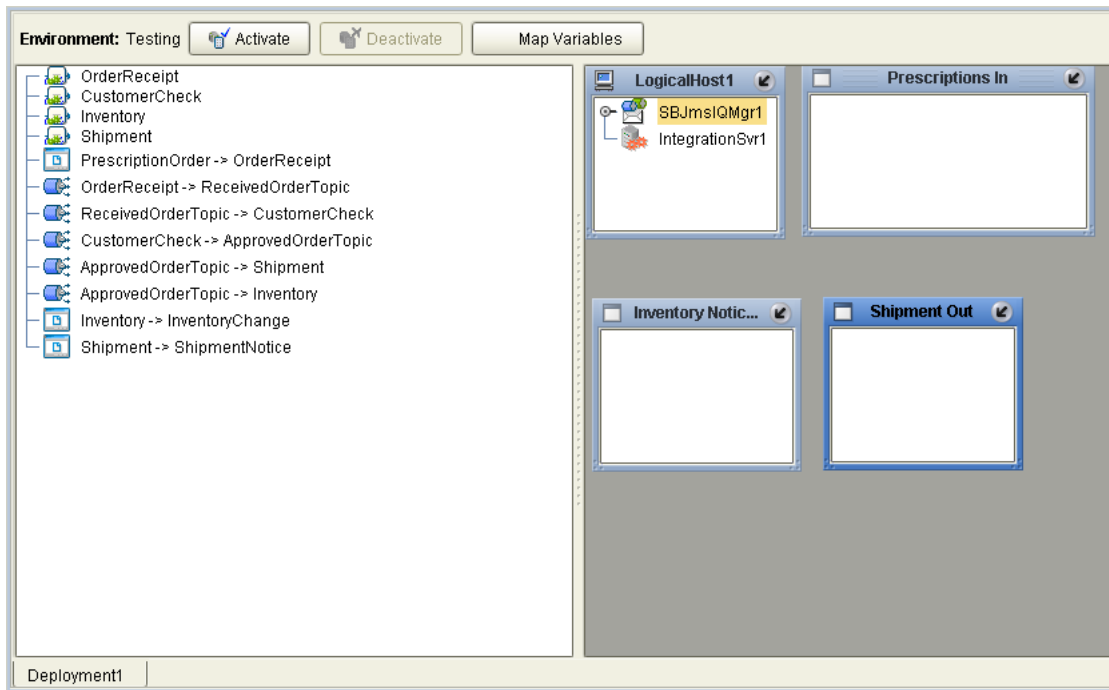 Environment: Testing Activate Deactivate Map Variables
OrderReceipt
CustomerCheck
Inventory
Shipment
PrescriptionOrder -> OrderReceipt
OrderReceipt -> ReceivedOrderTopic
ReceivedOrderTopic -> CustomerCheck
CustomerCheck -> ApprovedOrderTopic
ApprovedOrderTopic -> Shipment
ApprovedOrderTopic -> Inventory
Inventory -> InventoryChange
Shipment -> ShipmentNotice
LogicalHost1
SBJmsIQMgr1
IntegrationSvr1
Prescriptions In
Inventory Notic...
Shipment Out
Deployment1